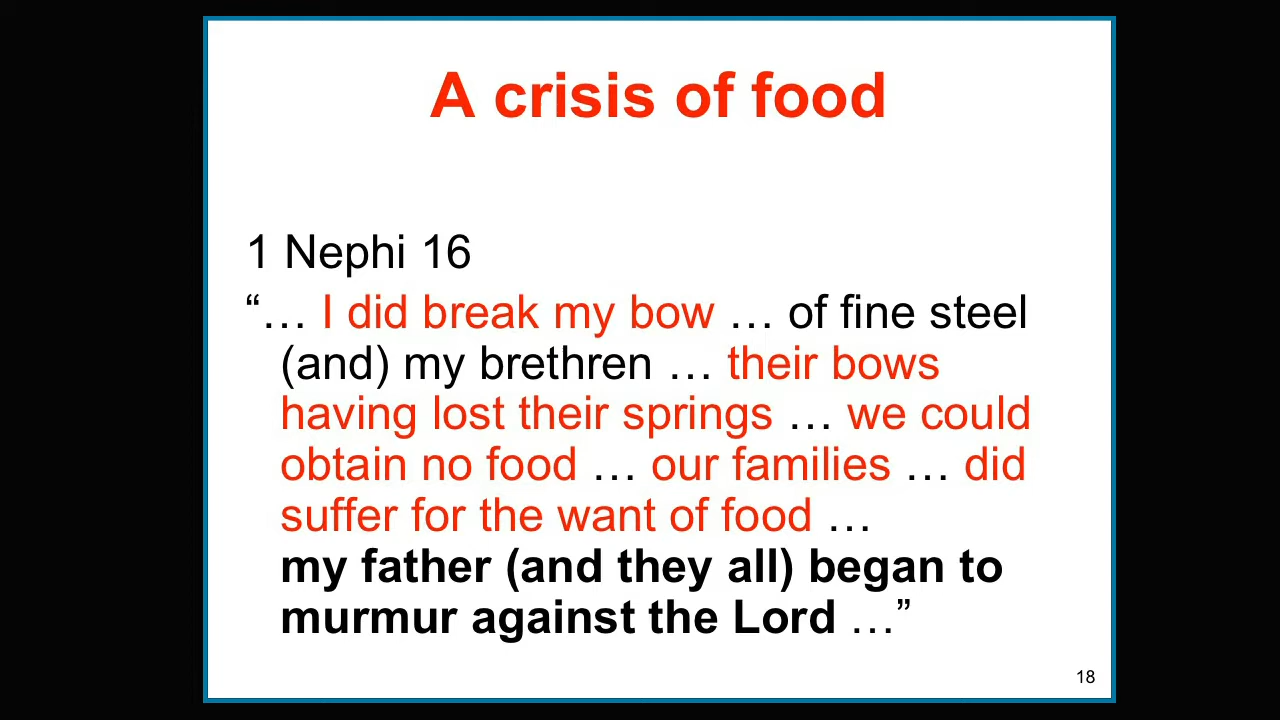 A crisis of food
1 Nephi 16
“… I did break my bow … of fine steel
(and) my brethren … their bows
having lost their springs … we could
obtain no food … our families … did
suffer for the want of food …
my father (and they all) began to
murmur against the Lord …”
18